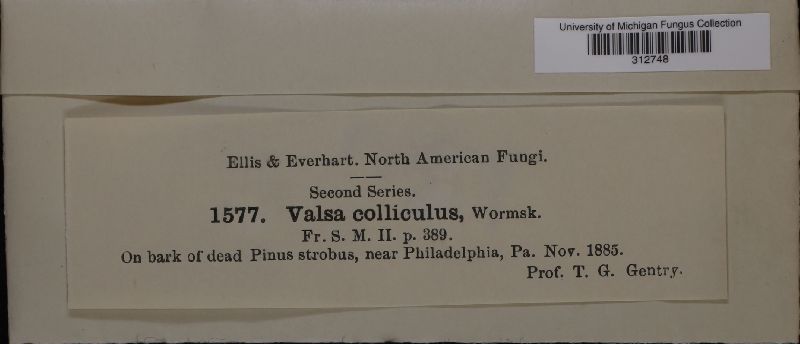 University of Michigan Fungus Collection
312748
Ellis & Everhart. North American Fungi.
Second Series.
1577. Valsa colliculus, Wormsk.
Fr. S. M. II. p. 389.
On bark of dead Pinus strobus, near Philadelphia, Pa. Nov. 1885.
Prof. T. G. Gentry.